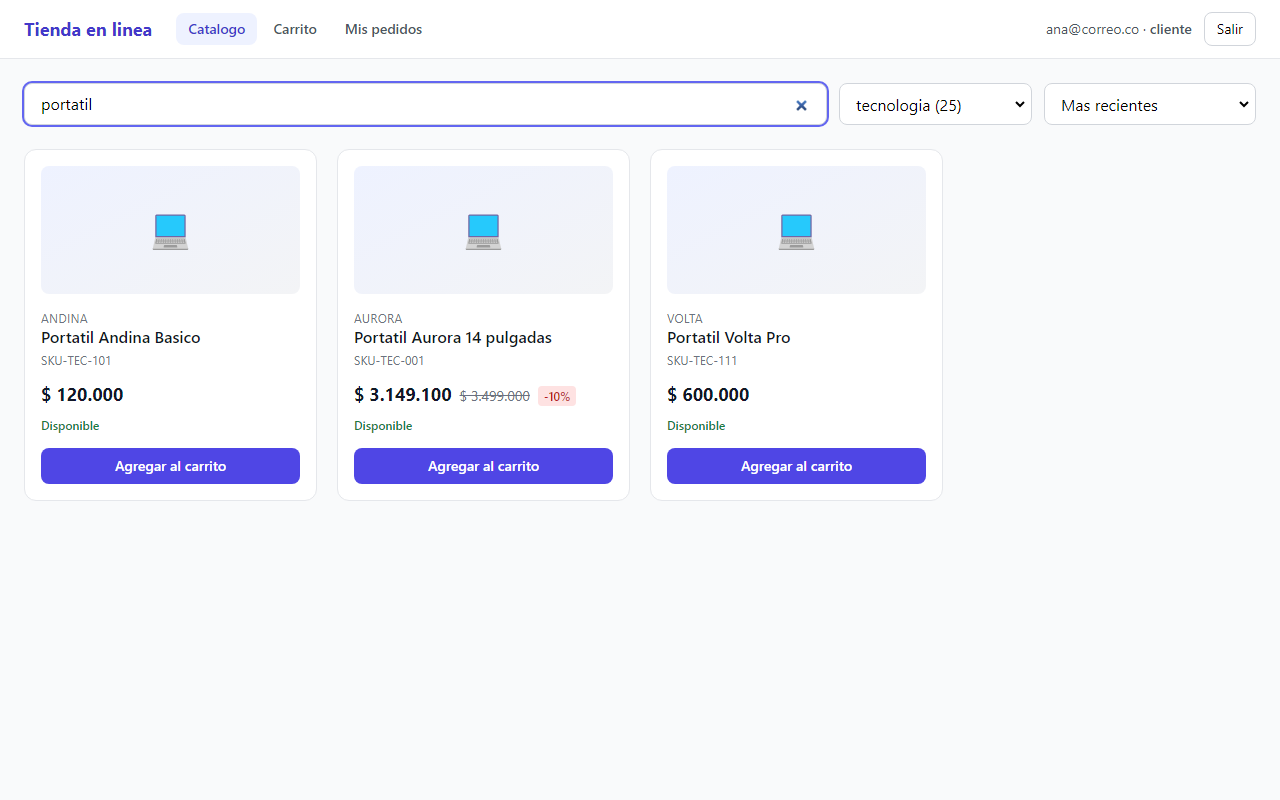 Tienda en linea Catalogo Carrito Mis pedidos ana@correo.co · cliente Salir
portatil tecnologia (25) Mas recientes
ANDINA
Portatil Andina Basico
SKU-TEC-101
$ 120.000
Disponible
Agregar al carrito
AURORA
Portatil Aurora 14 pulgadas
SKU-TEC-001
$ 3.149.100 $ 3.499.000 -10%
Disponible
Agregar al carrito
VOLTA
Portatil Volta Pro
SKU-TEC-111
$ 600.000
Disponible
Agregar al carrito